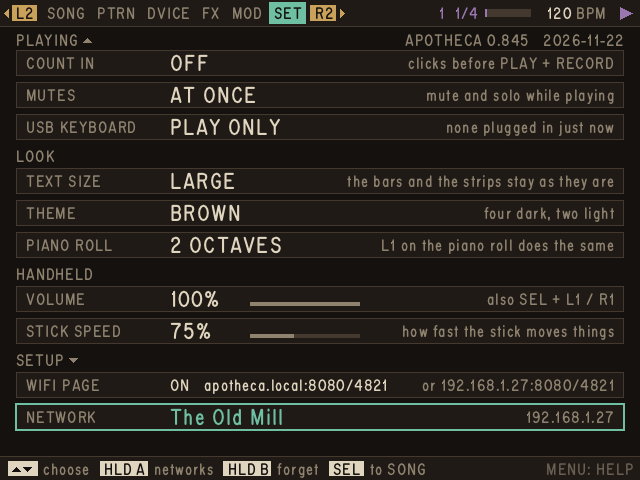 L2 SONG PTRN DVICE FX MOD SET R2 1 1/4 120 BPM
PLAYING APOTHECA 0.845 2026-11-22
COUNT IN OFF clicks before PLAY + RECORD
MUTES AT ONCE mute and solo while playing
USB KEYBOARD PLAY ONLY none plugged in just now
LOOK
TEXT SIZE LARGE the bars and the strips stay as they are
THEME BROWN four dark, two light
PIANO ROLL 2 OCTAVES L1 on the piano roll does the same
HANDHELD
VOLUME 100% also SEL + L1 / R1
STICK SPEED 75% how fast the stick moves things
SETUP
WIFI PAGE ON apotheca.local:8080/4821 or 192.168.1.27:8080/4821
NETWORK The Old Mill 192.168.1.27
choose HLD A networks HLD B forget SEL to SONG MENU: HELP